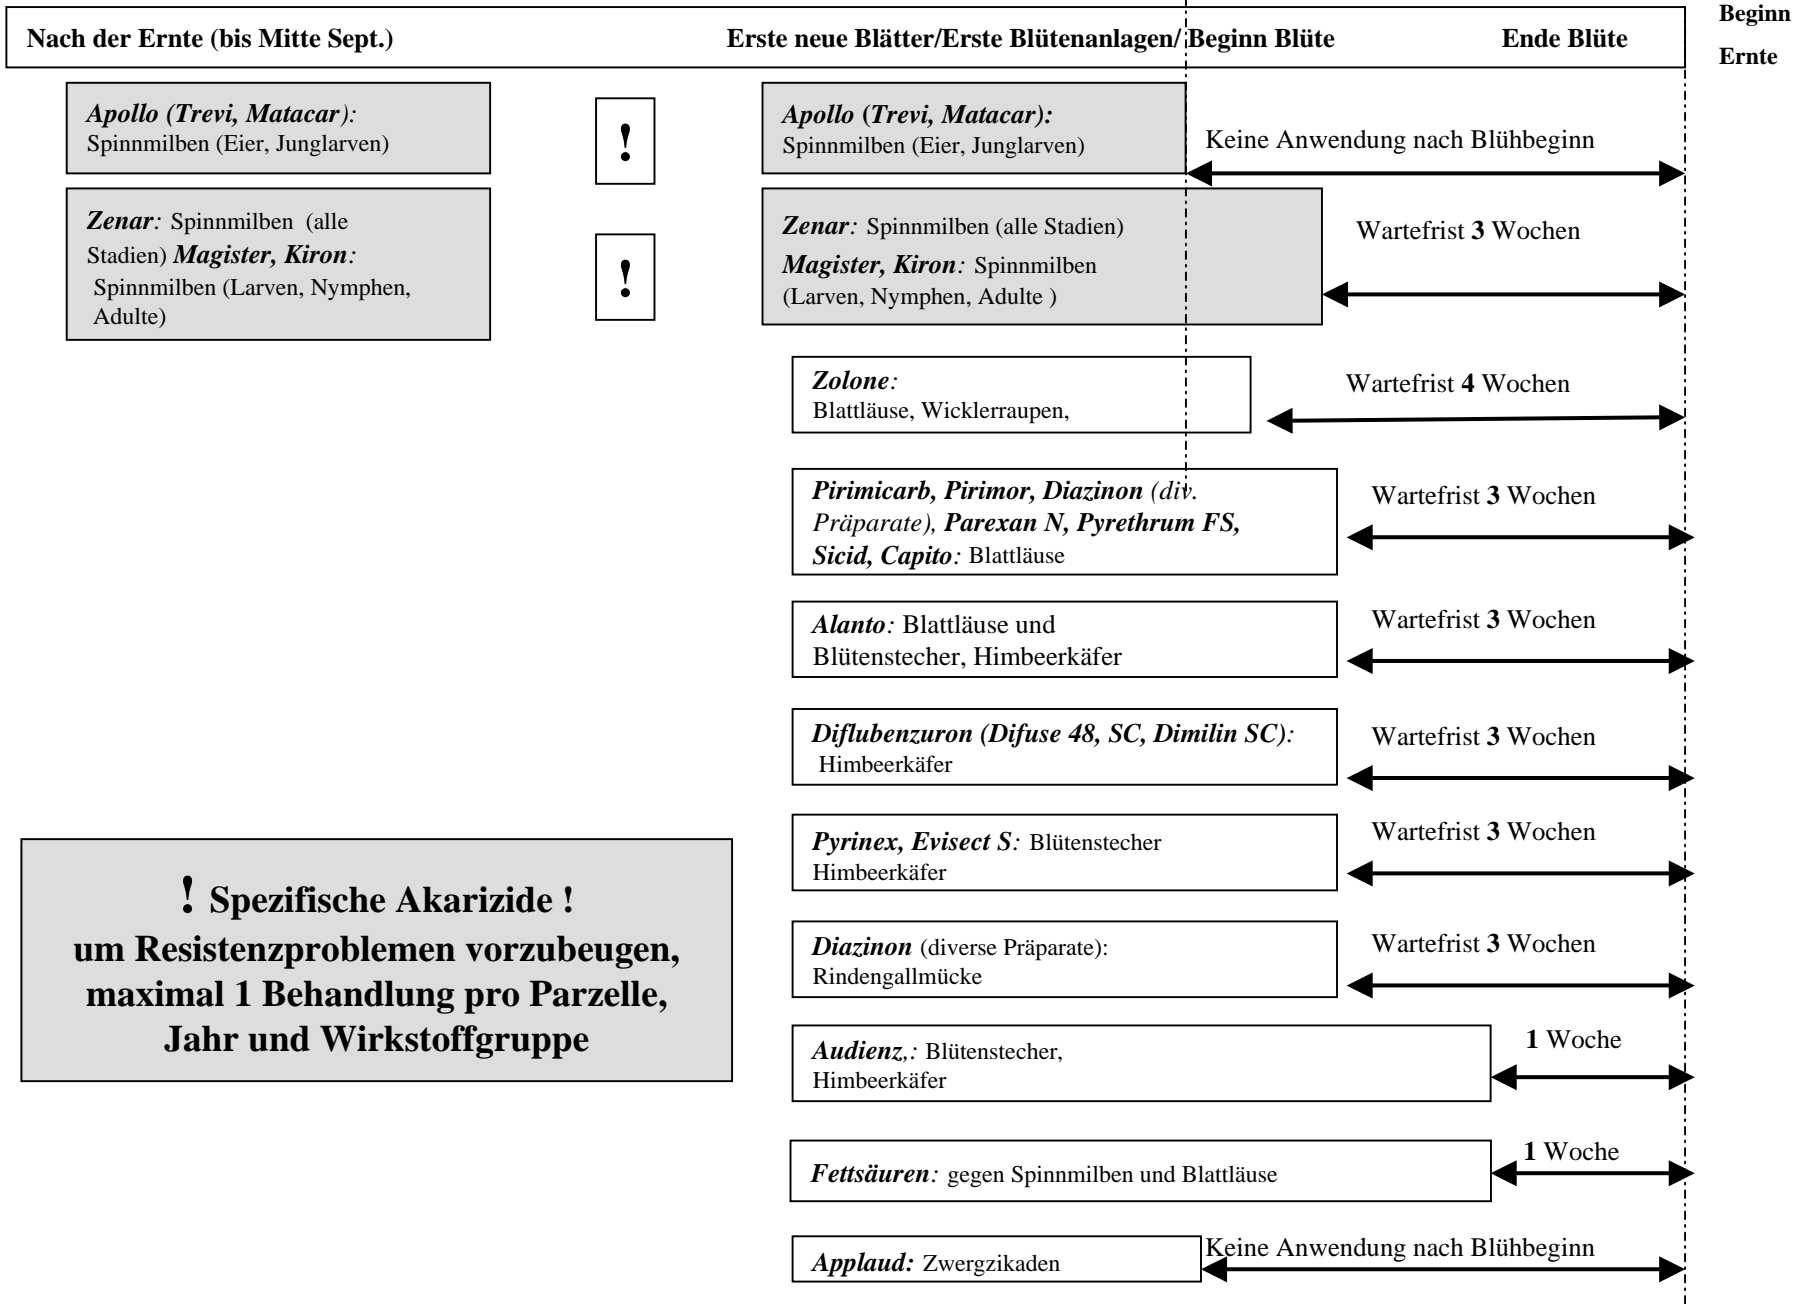 Beginn
Ernte
Nach der Ernte (bis Mitte Sept.) Erste neue Blätter/Erste Blütenanlagen/ Beginn Blüte Ende Blüte
Apollo (Trevi, Matacar):
Spinnmilben (Eier, Junglarven)
!
Apollo (Trevi, Matacar):
Spinnmilben (Eier, Junglarven)
Keine Anwendung nach Blühbeginn
Zenar: Spinnmilben (alle
Stadien) Magister, Kiron:
Spinnmilben (Larven, Nymphen,
Adulte)
!
Zenar: Spinnmilben (alle Stadien)
Magister, Kiron: Spinnmilben
(Larven, Nymphen, Adulte )
Wartefrist 3 Wochen
Zolone:
Blattläuse, Wicklerraupen,
Wartefrist 4 Wochen
Pirimicarb, Pirimor, Diazinon (div.
Präparate), Parexan N, Pyrethrum FS,
Sicid, Capito: Blattläuse
Wartefrist 3 Wochen
Alanto: Blattläuse und
Blütenstecher, Himbeerkäfer
Wartefrist 3 Wochen
Diflubenzuron (Difuse 48, SC, Dimilin SC):
Himbeerkäfer
Wartefrist 3 Wochen
Pyrinex, Evisect S: Blütenstecher
Himbeerkäfer
Wartefrist 3 Wochen
! Spezifische Akarizide !
um Resistenzproblemen vorzubeugen,
maximal 1 Behandlung pro Parzelle,
Jahr und Wirkstoffgruppe
Diazinon (diverse Präparate):
Rindengallmücke
Wartefrist 3 Wochen
Audienz,: Blütenstecher,
Himbeerkäfer
1 Woche
Fettsäuren: gegen Spinnmilben und Blattläuse
1 Woche
Applaud: Zwergzikaden
Keine Anwendung nach Blühbeginn